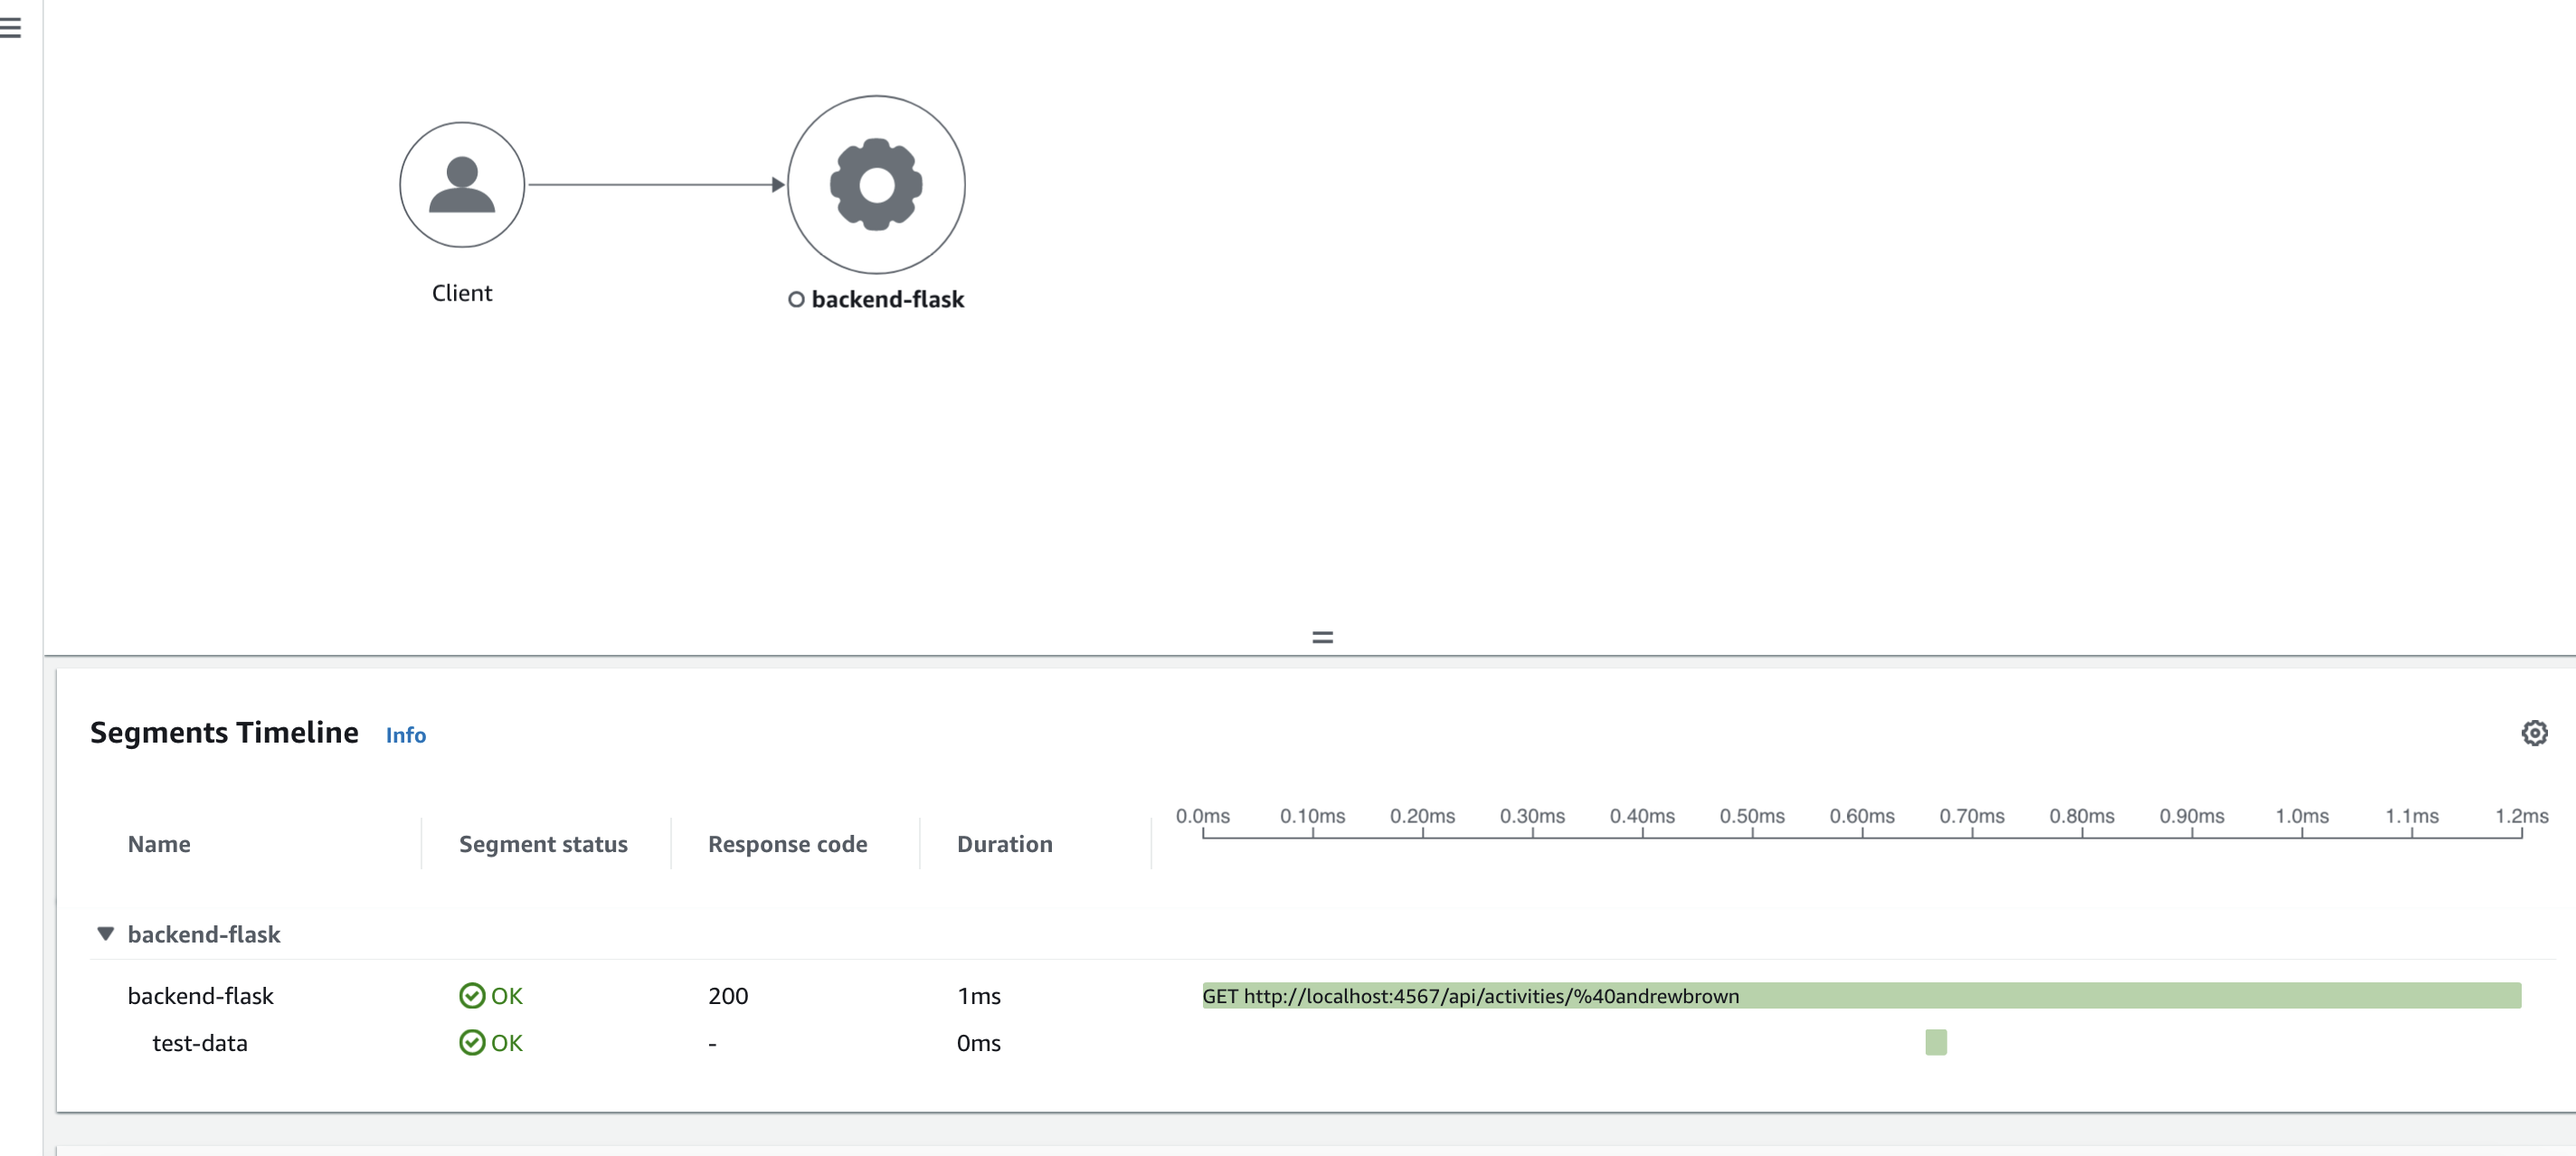 Client
backend-flask
Segments Timeline Info
Name Segment status Response code Duration 0.0ms 0.10ms 0.20ms 0.30ms 0.40ms 0.50ms 0.60ms 0.70ms 0.80ms 0.90ms 1.0ms 1.1ms 1.2ms
backend-flask
backend-flask OK 200 1ms GET http://localhost:4567/api/activities/%40andrewbrown
test-data OK - 0ms